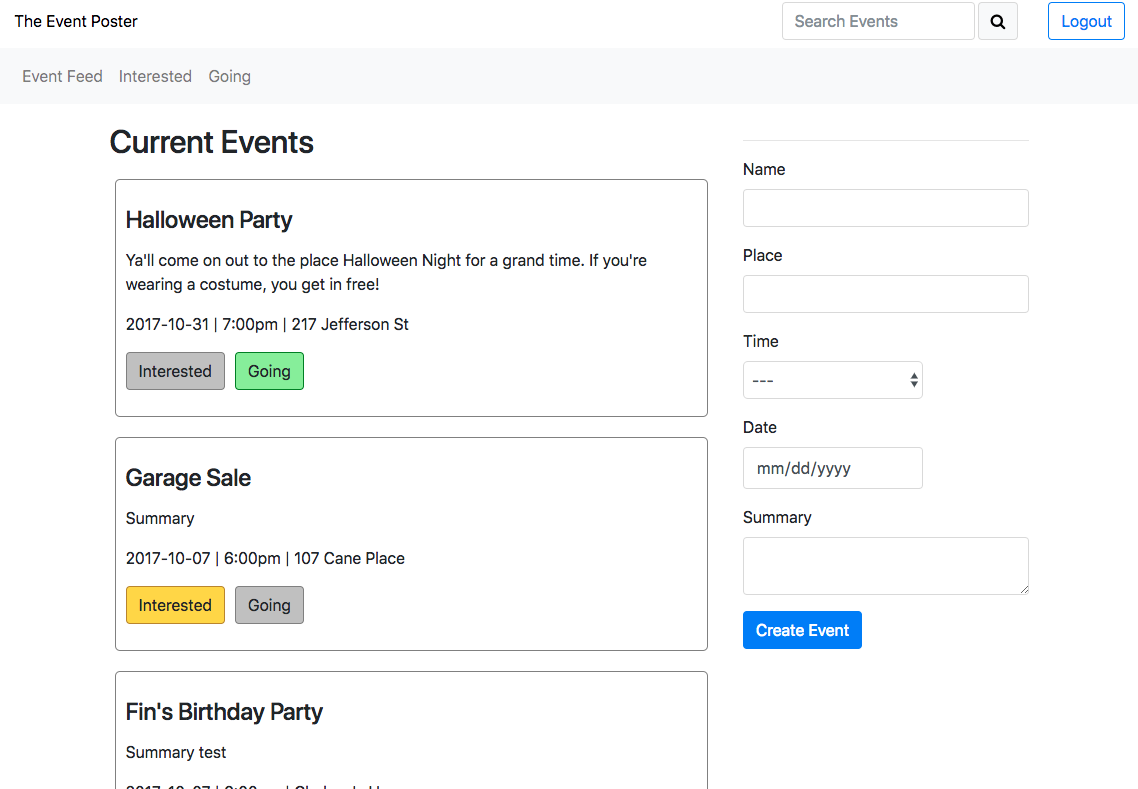 The Event Poster
Search Events
Logout
Event Feed Interested Going
Current Events
Halloween Party
Ya'll come on out to the place Halloween Night for a grand time. If you're
wearing a costume, you get in free!
2017-10-31 | 7:00pm | 217 Jefferson St
Interested Going
Garage Sale
Summary
2017-10-07 | 6:00pm | 107 Cane Place
Interested Going
Fin's Birthday Party
Summary test
Name
Place
Time
---
Date
mm/dd/yyyy
Summary
Create Event